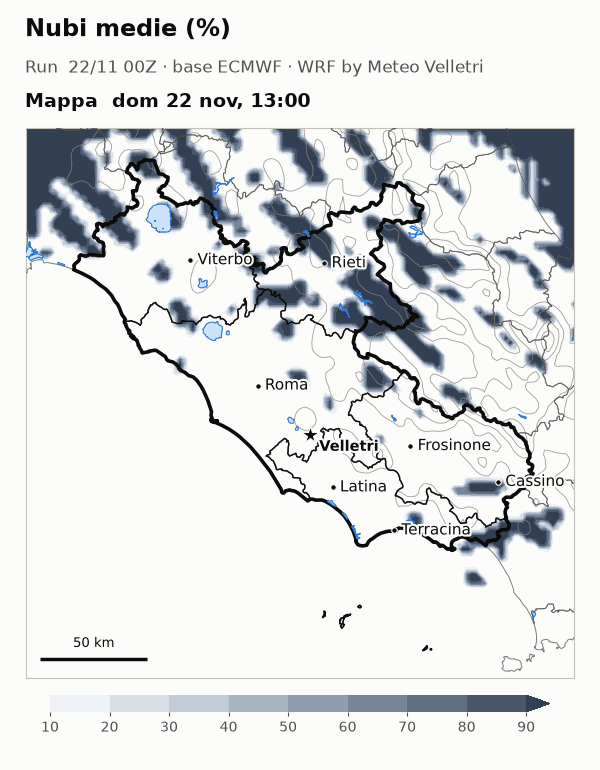 Nubi medie (%)
Run 22/11 00Z · base ECMWF · WRF by Meteo Velletri
Mappa dom 22 nov, 13:00
Viterbo
Rieti
Roma
Velletri
Frosinone
Cassino
Latina
Terracina
50 km
10 20 30 40 50 60 70 80 90